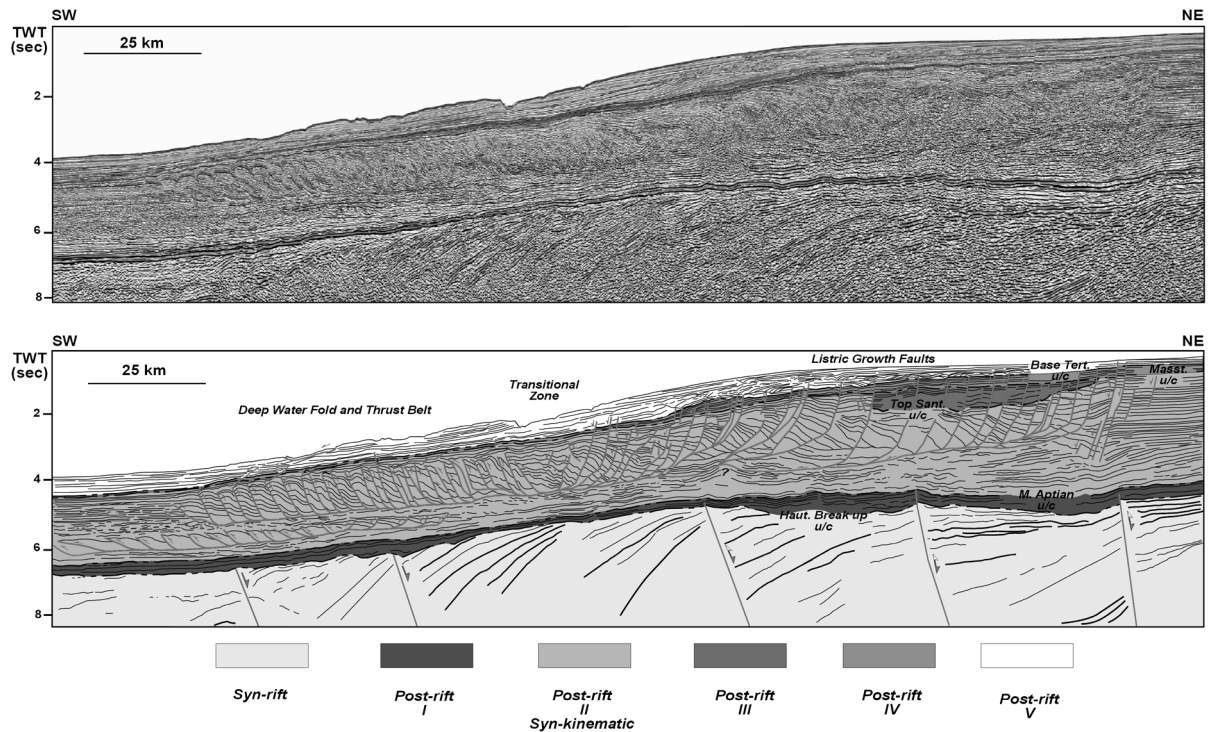 SW NE
TWT
(sec)
25 km
2
4
6
8
SW NE
TWT
(sec)
25 km
Listric Growth Faults
Base Tert.
u/c
Masst.
u/c
Transitional
Zone
Deep Water Fold and Thrust Belt
Top Sant.
u/c
2
4
?
M. Aptian
u/c
Haut. Break up
u/c
6
8
Syn-rift
Post-rift
I
Post-rift
II
Syn-kinematic
Post-rift
III
Post-rift
IV
Post-rift
V